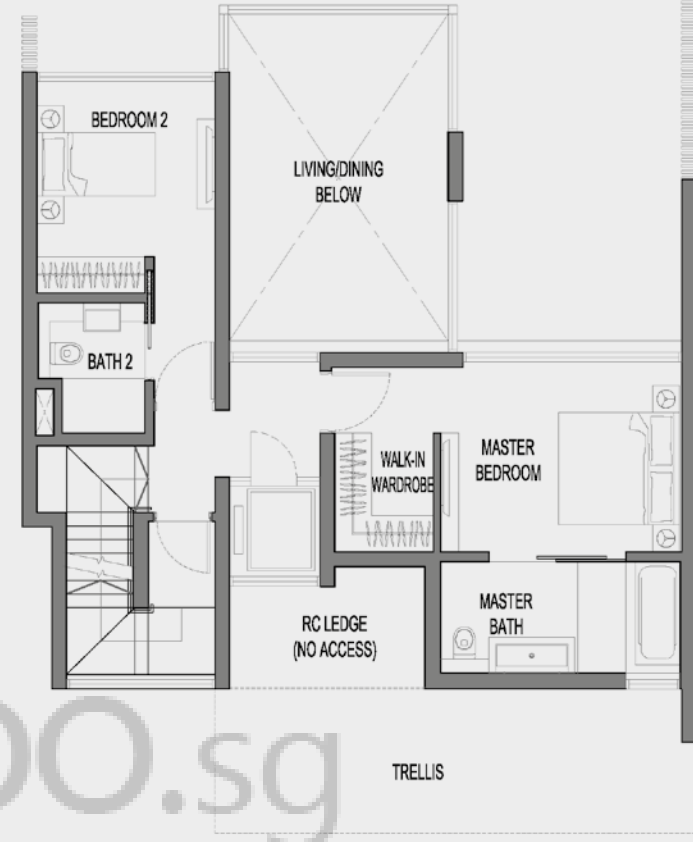 BEDROOM 2
LIVING/DINING
BELOW
BATH 2
WALK-IN
WARDROBE
MASTER
BEDROOM
MASTER
BATH
RC LEDGE
(NO ACCESS)
TRELLIS
OO.sg